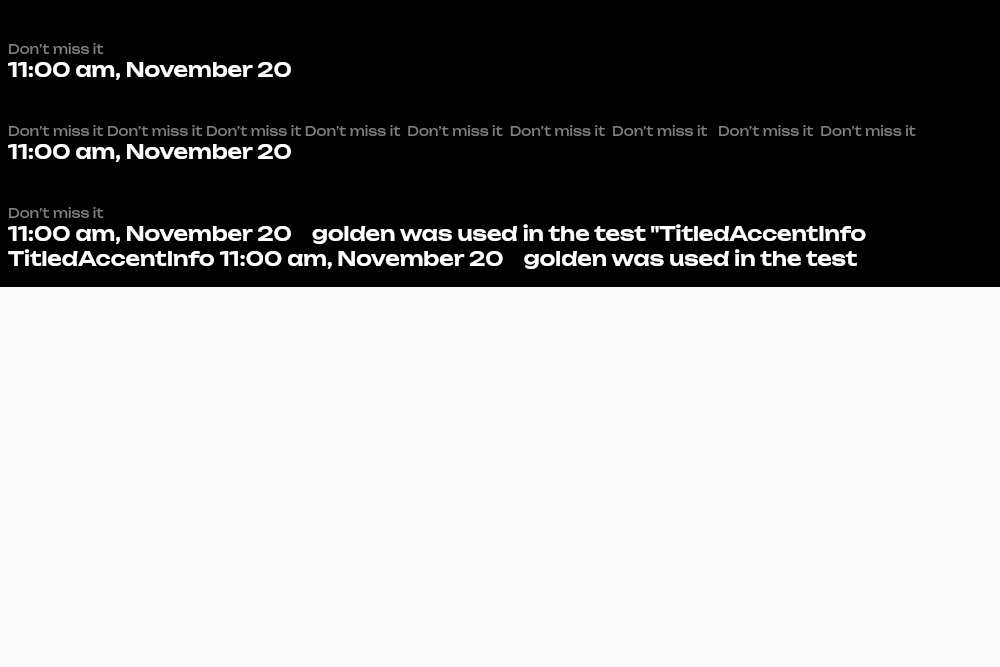 Don't miss it
11:00 am, November 20
Don't miss it Don't miss it Don't miss it Don't miss it Don't miss it Don't miss it Don't miss it Don't miss it Don't miss it
11:00 am, November 20
Don't miss it
11:00 am, November 20 golden was used in the test "TitledAccentInfo
TitledAccentInfo 11:00 am, November 20 golden was used in the test